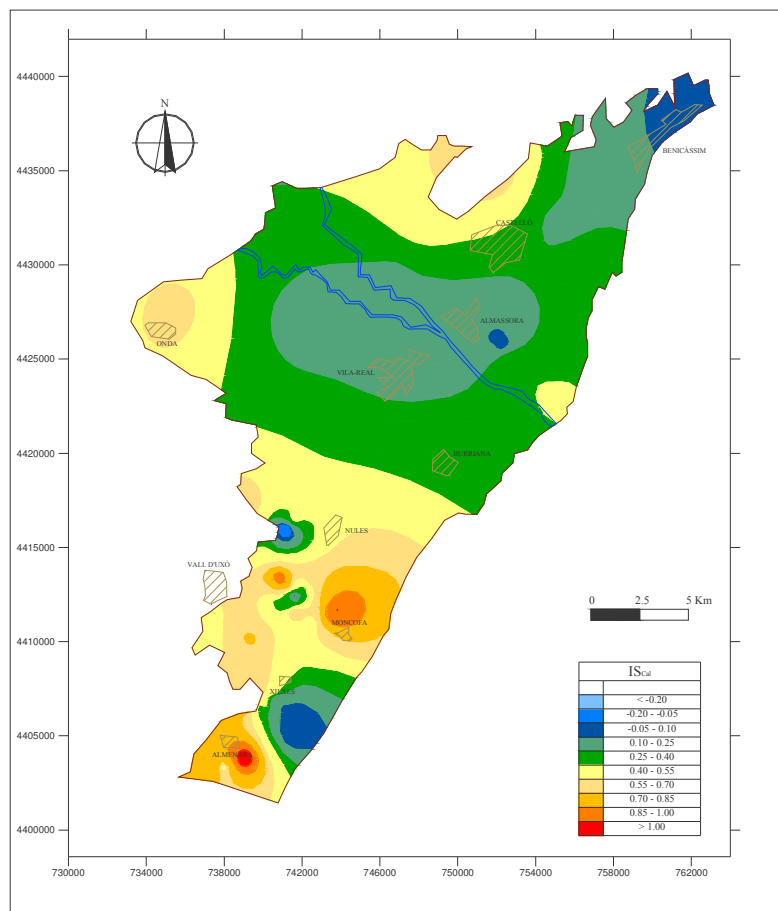 4440000
4435000
4430000
4425000
4420000
4415000
4410000
4405000
4400000
730000 734000 738000 742000 746000 750000 754000 758000 762000
N
BENICÀSSIM
CASTELLÓ
ONDA
ALMASSORA
VILA-REAL
BURRIANA
NULES
VALL D'UXÓ
MONCOFA
XILXES
ALMENARA
0 2.5 5 Km
ISCal
< -0.20
-0.20 - -0.05
-0.05 - 0.10
0.10 - 0.25
0.25 - 0.40
0.40 - 0.55
0.55 - 0.70
0.70 - 0.85
0.85 - 1.00
> 1.00